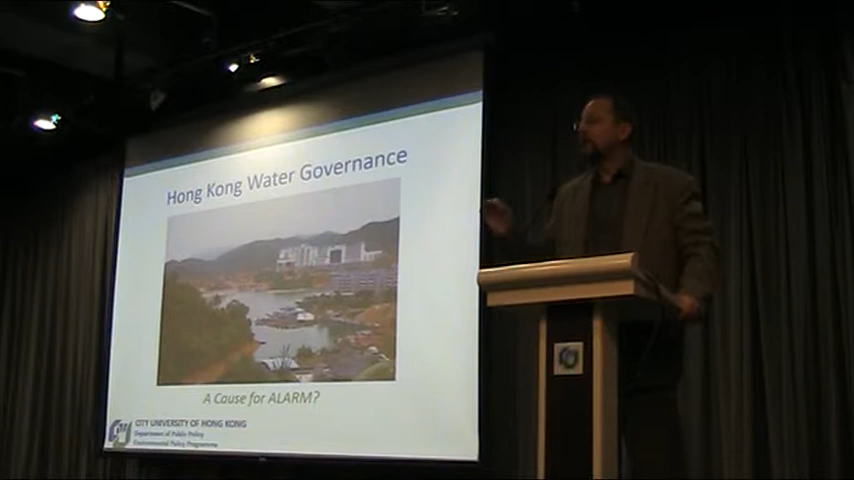 Hong Kong Water Governance
A Cause for ALARM?
CITY UNIVERSITY OF HONG KONG
Department of Public Policy
Environmental Policy Programme